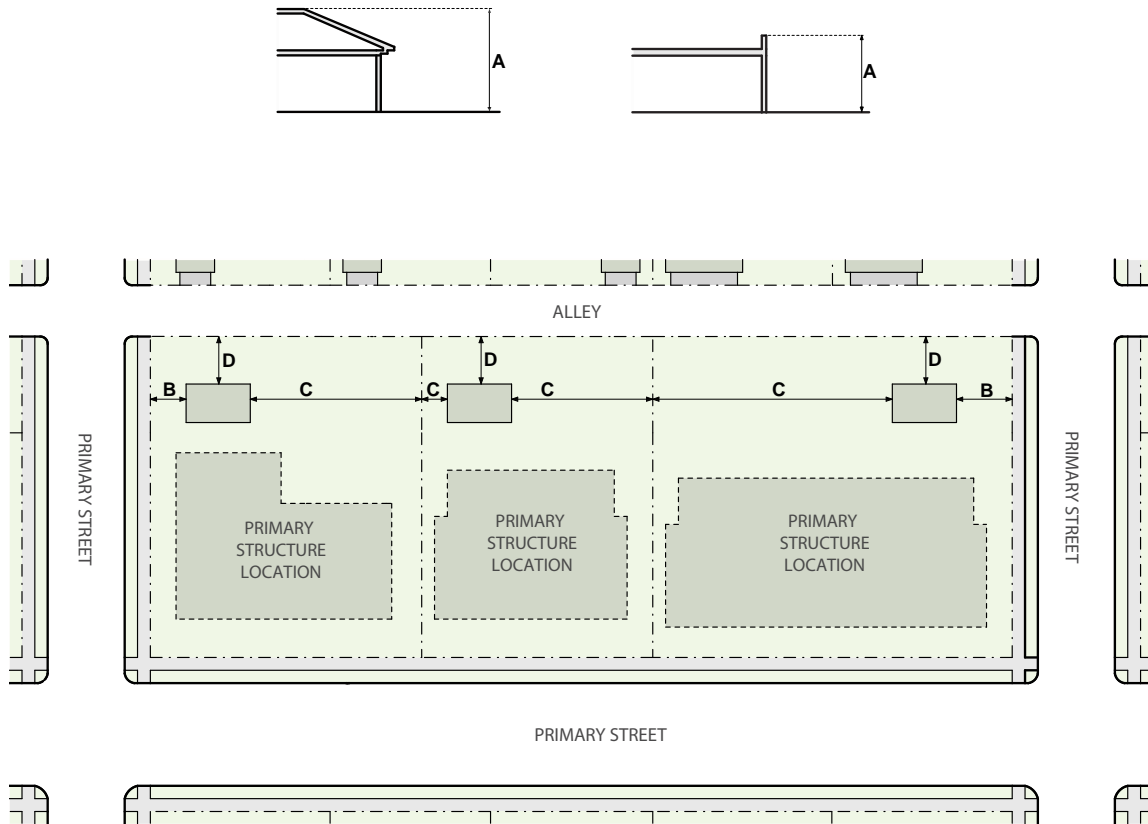 A
A
ALLEY
D
D
D
B
C
C
C
C
B
PRIMARY STREET
PRIMARY STREET
PRIMARY
STRUCTURE
LOCATION
PRIMARY
STRUCTURE
LOCATION
PRIMARY
STRUCTURE
LOCATION
PRIMARY STREET